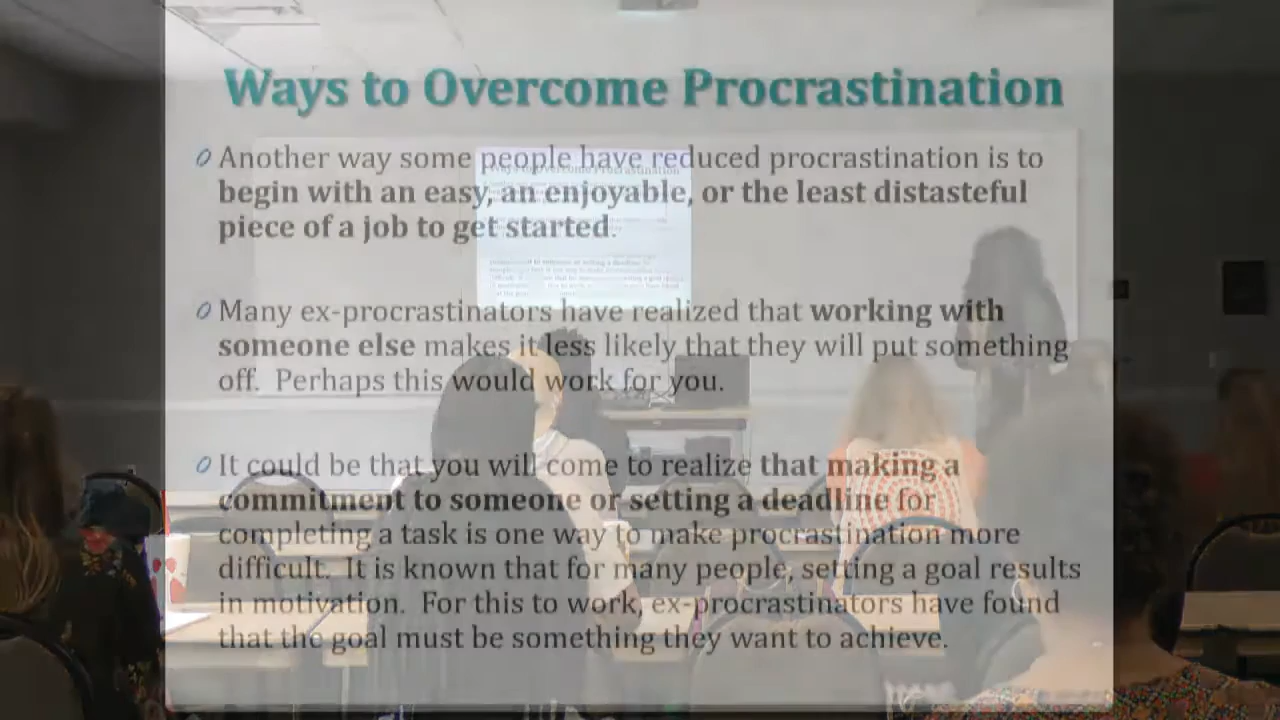 Ways to Overcome Procrastination
Another way some people have reduced procrastination is to
begin with an easy, an enjoyable, or the least distasteful
piece of a job to get started.
Many ex-procrastinators have realized that working with
someone else makes it less likely that they will put something
off. Perhaps this would work for you.
It could be that you will come to realize that making a
commitment to someone or setting a deadline for
completing a task is one way to make procrastination more
difficult. It is known that for many people, setting a goal results
in motivation. For this to work, ex-procrastinators have found
that the goal must be something they want to achieve.